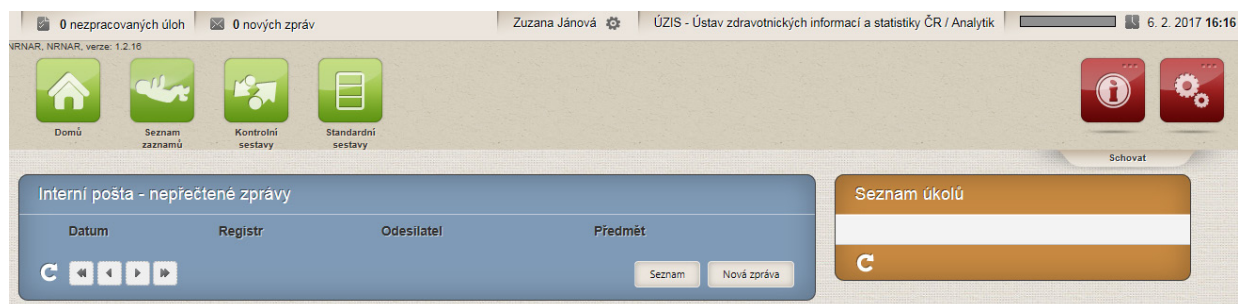 0 nezpracovaných úloh 0 nových zpráv Zuzana Jánová ÚZIS - Ústav zdravotnických informací a statistiky ČR / Analytik 6. 2. 2017 16:16
NRNAR, NRNAR, verze: 1.2.16
Domů Seznam Kontrolní Standardní
zaznamů sestavy sestavy
Schovat
Interní pošta - nepřečtené zprávy Seznam úkolů
Datum Registr Odesilatel Předmět
Seznam Nová zpráva